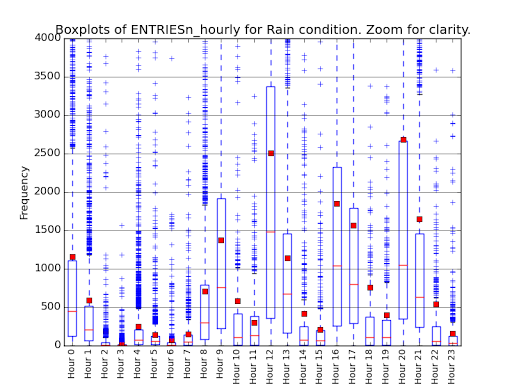 Boxplots of ENTRIESn_hourly for Rain condition. Zoom for clarity.
4000
3500
3000
2500
2000
1500
1000
500
0
Frequency
Hour 0
Hour 1
Hour 2
Hour 3
Hour 4
Hour 5
Hour 6
Hour 7
Hour 8
Hour 9
Hour 10
Hour 11
Hour 12
Hour 13
Hour 14
Hour 15
Hour 16
Hour 17
Hour 18
Hour 19
Hour 20
Hour 21
Hour 22
Hour 23